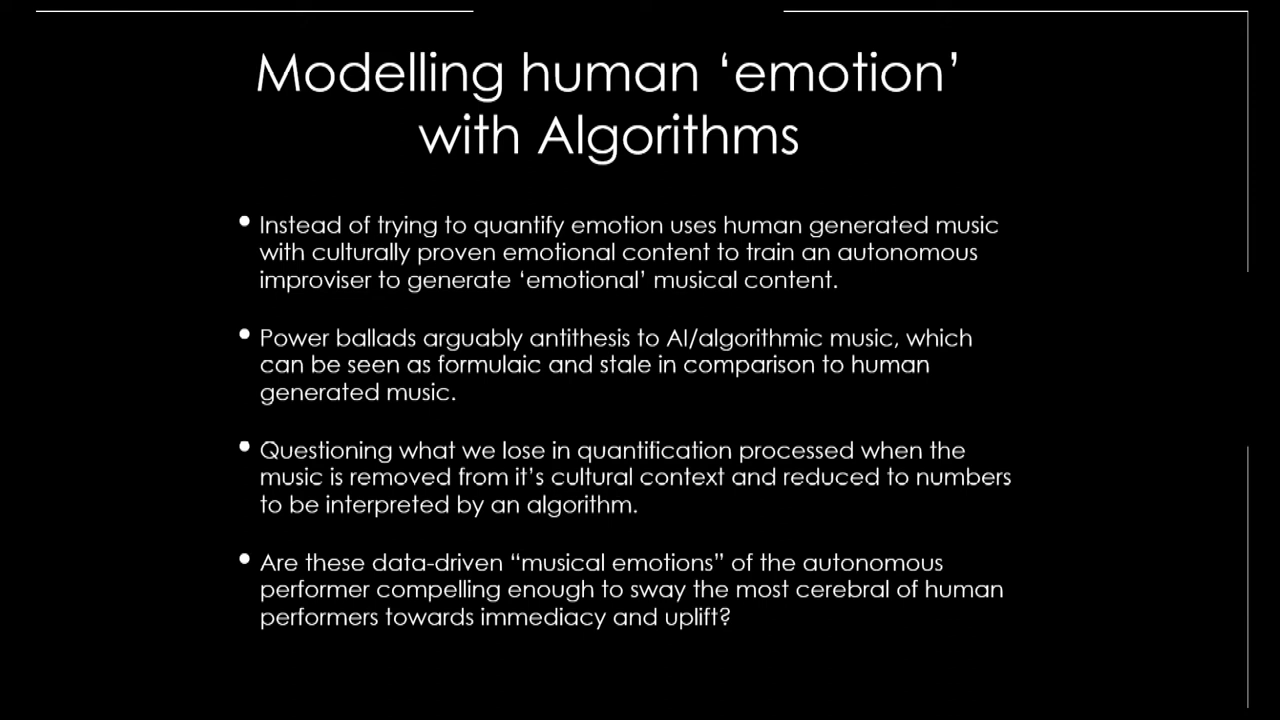 Modelling human ‘emotion’
with Algorithms
• Instead of trying to quantify emotion uses human generated music
with culturally proven emotional content to train an autonomous
improviser to generate ‘emotional’ musical content.
• Power ballads arguably antithesis to AI/algorithmic music, which
can be seen as formulaic and stale in comparison to human
generated music.
• Questioning what we lose in quantification processed when the
music is removed from it’s cultural context and reduced to numbers
to be interpreted by an algorithm.
• Are these data-driven “musical emotions” of the autonomous
performer compelling enough to sway the most cerebral of human
performers towards immediacy and uplift?